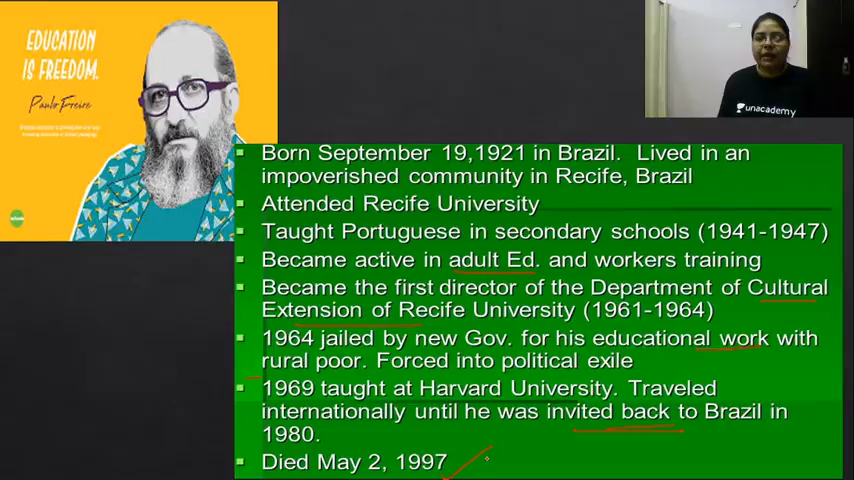 EDUCATION
IS FREEDOM.
Paulo Freire
unacademy
Born September 19,1921 in Brazil. Lived in an
impoverished community in Recife, Brazil
Attended Recife University
Taught Portuguese in secondary schools (1941-1947)
Became active in adult Ed. and workers training
Became the first director of the Department of Cultural
Extension of Recife University (1961-1964)
1964 jailed by new Gov. for his educational work with
rural poor. Forced into political exile
1969 taught at Harvard University. Traveled
internationally until he was invited back to Brazil in
1980.
Died May 2, 1997